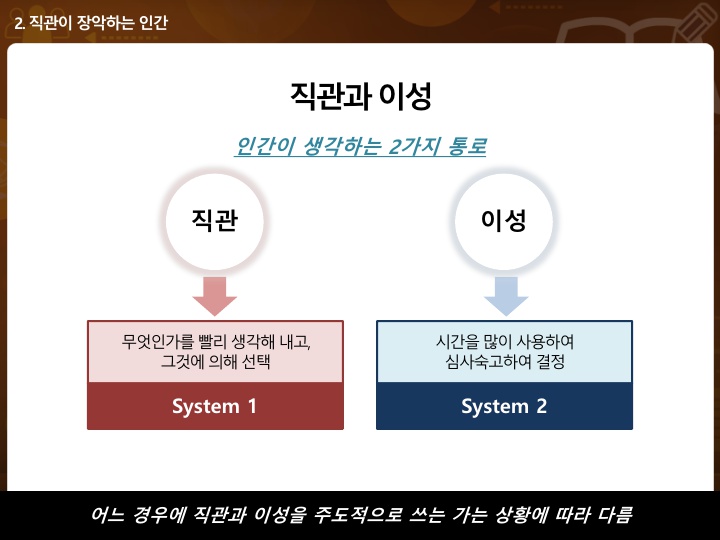 2. 직관이 장악하는 인간
직관과 이성
인간이 생각하는 2가지 통로
직관
이성
무엇인가를 빨리 생각해 내고,
그것에 의해 선택
System 1
시간을 많이 사용하여
심사숙고하여 결정
System 2
어느 경우에 직관과 이성을 주도적으로 쓰는 가는 상황에 따라 다름